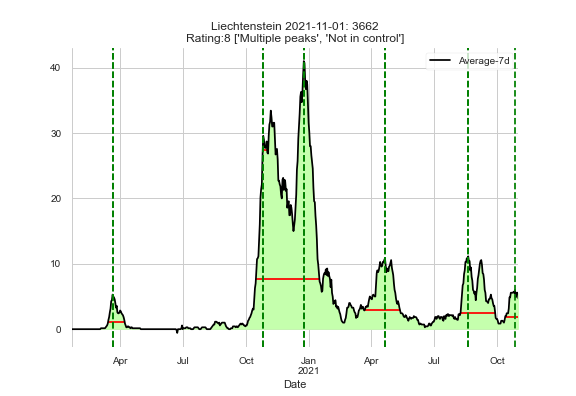 Liechtenstein 2021-11-01: 3662
Rating:8 ['Multiple peaks', 'Not in control']
Average-7d
40
30
20
10
0
Apr Jul Oct Jan Apr Jul Oct
2021
Date